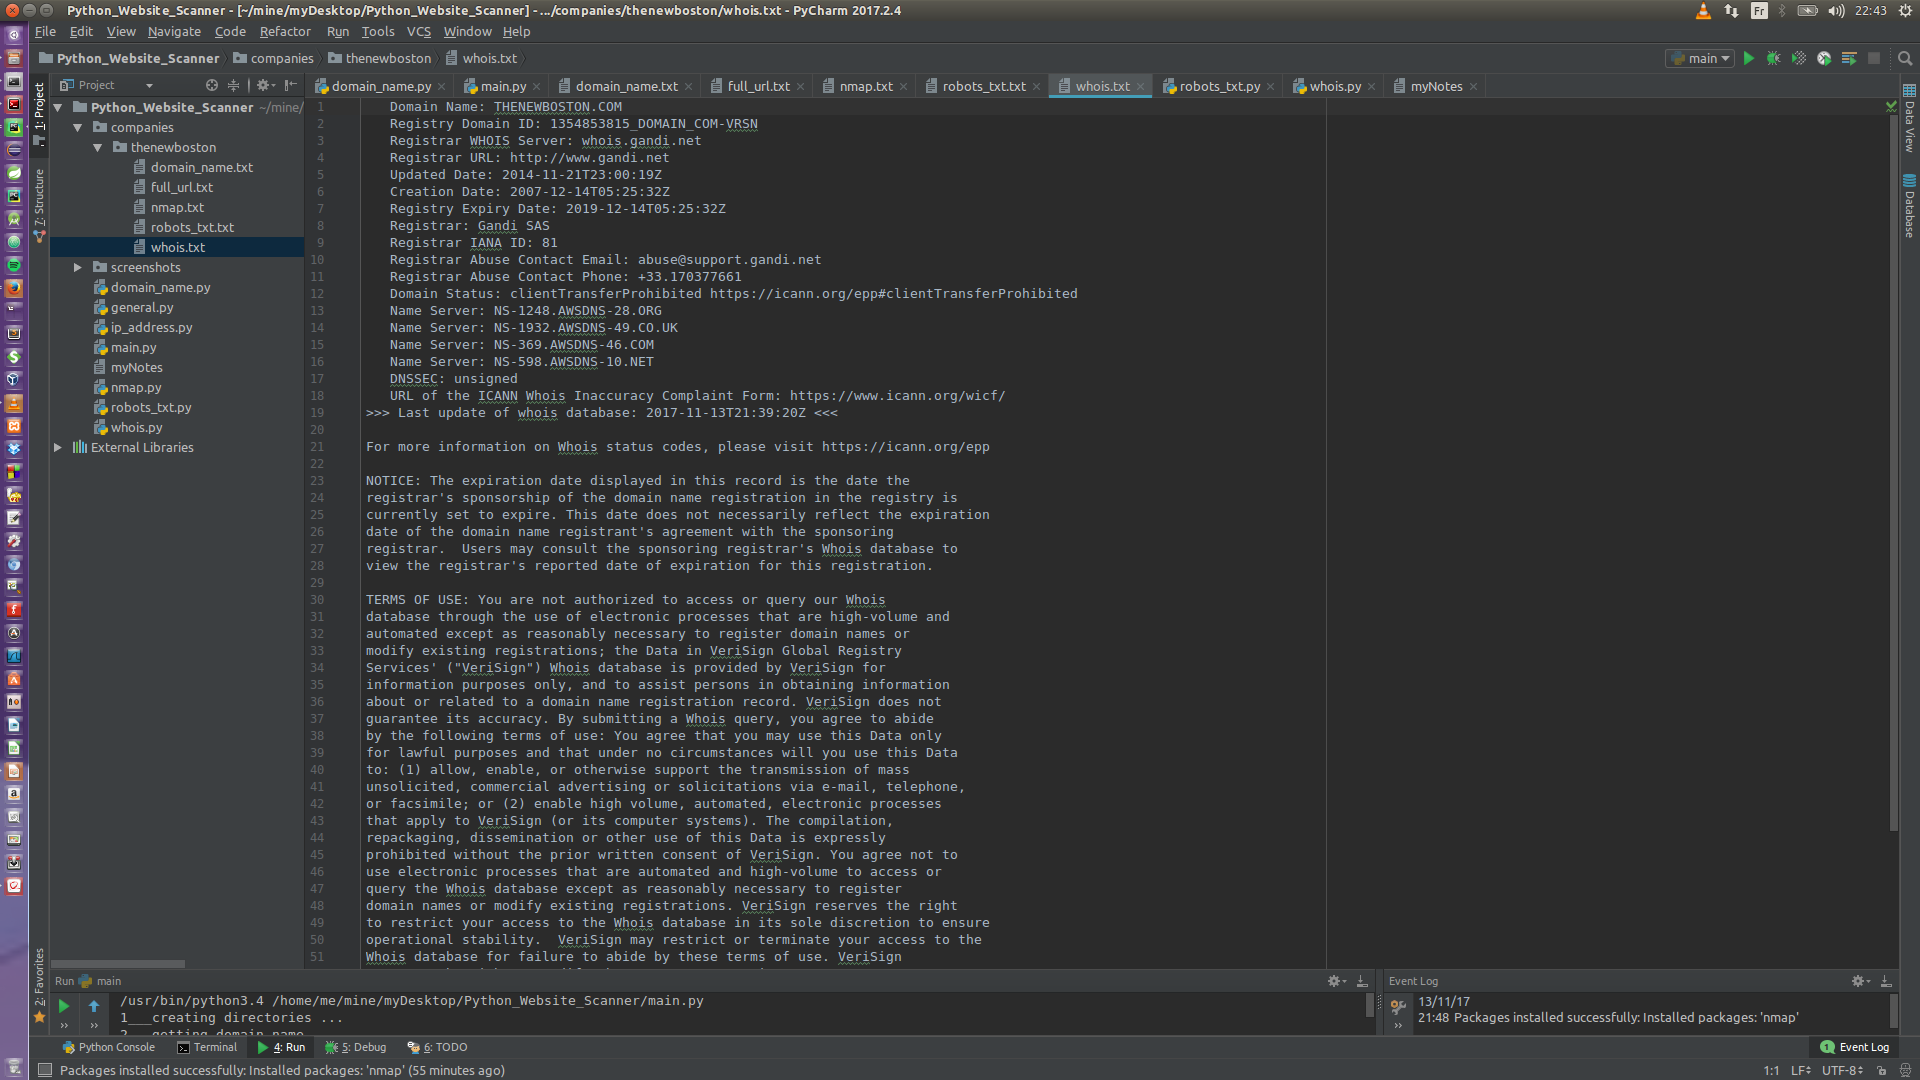 Python_Website_Scanner - [~/mine/myDesktop/Python_Website_Scanner] - .../companies/thenewboston/whois.txt - PyCharm 2017.2.4
Fr
22:43
File Edit View Navigate Code Refactor Run Tools VCS Window Help
Python_Website_Scanner companies thenewboston whois.txt
main
Project
domain_name.py main.py domain_name.txt full_url.txt nmap.txt robots_txt.txt whois.txt robots_txt.py whois.py myNotes
1: Project
7: Structure
2: Favorites
Data View
Database
Python_Website_Scanner ~/mine/
companies
thenewboston
domain_name.txt
full_url.txt
nmap.txt
robots_txt.txt
whois.txt
screenshots
domain_name.py
general.py
ip_address.py
main.py
myNotes
nmap.py
robots_txt.py
whois.py
External Libraries
1 Domain Name: THENEWBOSTON.COM
2 Registry Domain ID: 1354853815_DOMAIN_COM-VRSN
3 Registrar WHOIS Server: whois.gandi.net
4 Registrar URL: http://www.gandi.net
5 Updated Date: 2014-11-21T23:00:19Z
6 Creation Date: 2007-12-14T05:25:32Z
7 Registry Expiry Date: 2019-12-14T05:25:32Z
8 Registrar: Gandi SAS
9 Registrar IANA ID: 81
10 Registrar Abuse Contact Email: abuse@support.gandi.net
11 Registrar Abuse Contact Phone: +33.170377661
12 Domain Status: clientTransferProhibited https://icann.org/epp#clientTransferProhibited
13 Name Server: NS-1248.AWSDNS-28.ORG
14 Name Server: NS-1932.AWSDNS-49.CO.UK
15 Name Server: NS-369.AWSDNS-46.COM
16 Name Server: NS-598.AWSDNS-10.NET
17 DNSSEC: unsigned
18 URL of the ICANN Whois Inaccuracy Complaint Form: https://www.icann.org/wicf/
19 >>> Last update of whois database: 2017-11-13T21:39:20Z <<<
20
21 For more information on Whois status codes, please visit https://icann.org/epp
22
23 NOTICE: The expiration date displayed in this record is the date the
24 registrar's sponsorship of the domain name registration in the registry is
25 currently set to expire. This date does not necessarily reflect the expiration
26 date of the domain name registrant's agreement with the sponsoring
27 registrar.  Users may consult the sponsoring registrar's Whois database to
28 view the registrar's reported date of expiration for this registration.
29
30 TERMS OF USE: You are not authorized to access or query our Whois
31 database through the use of electronic processes that are high-volume and
32 automated except as reasonably necessary to register domain names or
33 modify existing registrations; the Data in VeriSign Global Registry
34 Services' ("VeriSign") Whois database is provided by VeriSign for
35 information purposes only, and to assist persons in obtaining information
36 about or related to a domain name registration record. VeriSign does not
37 guarantee its accuracy. By submitting a Whois query, you agree to abide
38 by the following terms of use: You agree that you may use this Data only
39 for lawful purposes and that under no circumstances will you use this Data
40 to: (1) allow, enable, or otherwise support the transmission of mass
41 unsolicited, commercial advertising or solicitations via e-mail, telephone,
42 or facsimile; or (2) enable high volume, automated, electronic processes
43 that apply to VeriSign (or its computer systems). The compilation,
44 repackaging, dissemination or other use of this Data is expressly
45 prohibited without the prior written consent of VeriSign. You agree not to
46 use electronic processes that are automated and high-volume to access or
47 query the Whois database except as reasonably necessary to register
48 domain names or modify existing registrations. VeriSign reserves the right
49 to restrict your access to the Whois database in its sole discretion to ensure
50 operational stability.  VeriSign may restrict or terminate your access to the
51 Whois database for failure to abide by these terms of use. VeriSign
Run main
/usr/bin/python3.4 /home/me/mine/myDesktop/Python_Website_Scanner/main.py
1___creating directories ...
2___getting domain name
Event Log
13/11/17
21:48 Packages installed successfully: Installed packages: 'nmap'
Python Console Terminal 4: Run 5: Debug 6: TODO
1 Event Log
Packages installed successfully: Installed packages: 'nmap' (55 minutes ago)
1:1 LF UTF-8